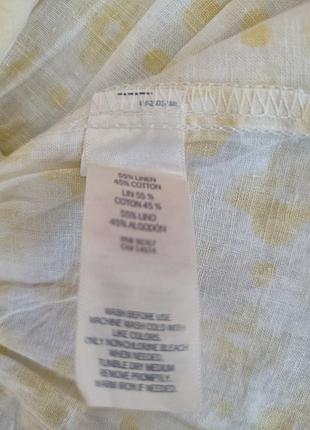 55% LINEN
45% COTTON
LIN 55 %
COTON 45 %
55% LINO
45% ALGODÓN
WASH BEFORE USE
MACHINE WASH COLD WITH
LIKE COLORS.
ONLY NON-CHLORINE BLEACH
WHEN NEEDED.
TUMBLE DRY MEDIUM
REMOVE PROMPTLY.
WARM IRON IF NEEDED.